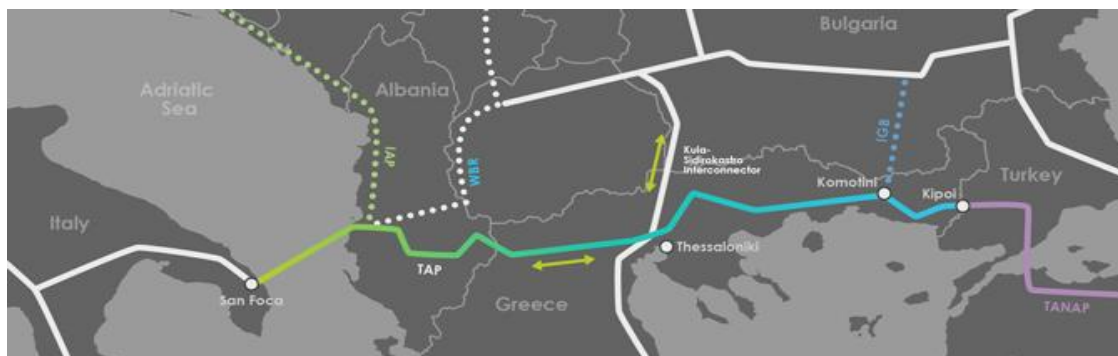 Bulgaria
Adriatic
Sea
Albania
IAP
WBR
IGB
Kula-
Sidirokastro
Interconnector
Komotini
Kipoi
Turkey
Italy
Thessaloniki
TAP
San Foca
Greece
TANAP